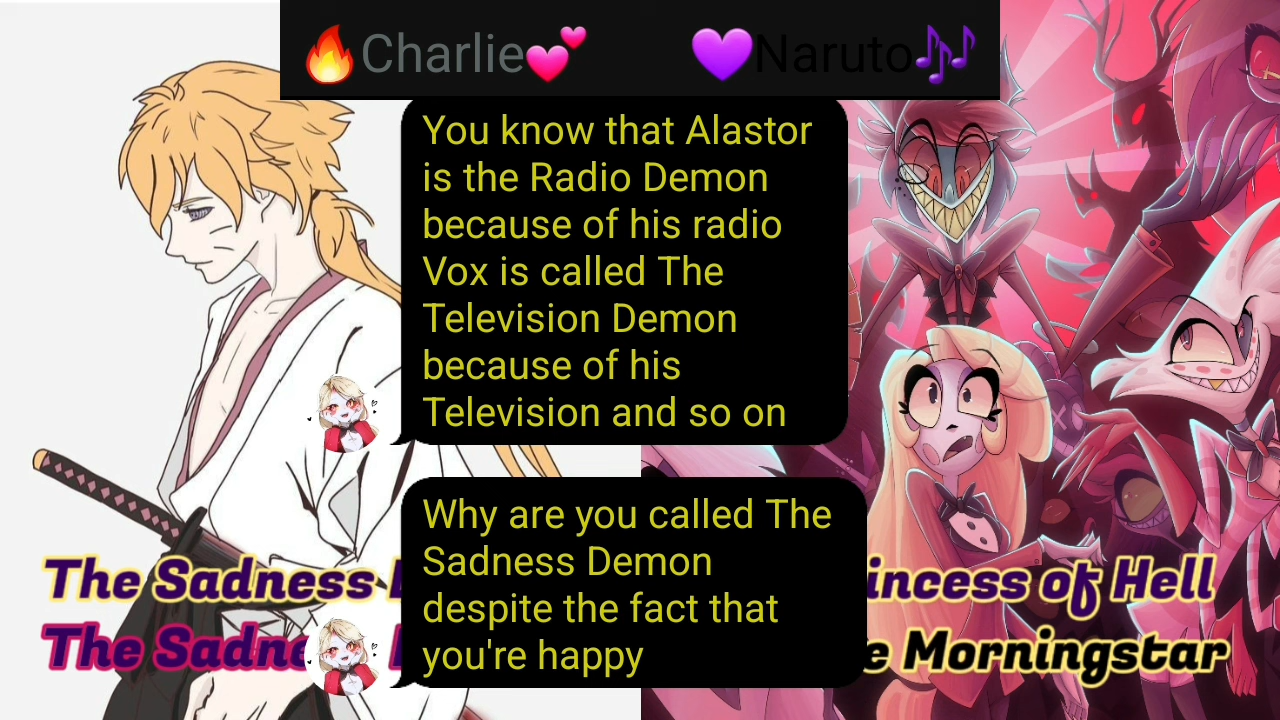 🔥Charlie💕 💜Naruto🎶
You know that Alastor
is the Radio Demon
because of his radio
Vox is called The
Television Demon
because of his
Television and so on
Why are you called The
Sadness Demon
despite the fact that
you're happy
The Sadness
incess of Hell
The Sadne
e Morningstar